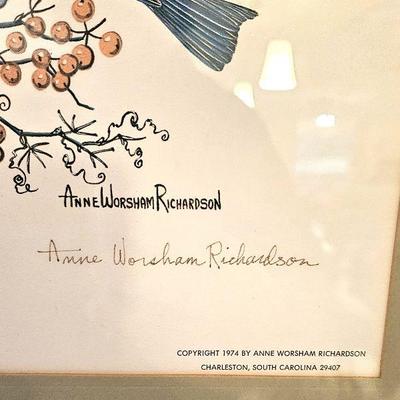 ANNE WORSHAM RICHARDSON
Anne Worsham Richardson
COPYRIGHT 1974 BY ANNE WORSHAM RICHARDSON
CHARLESTON, SOUTH CAROLINA 29407